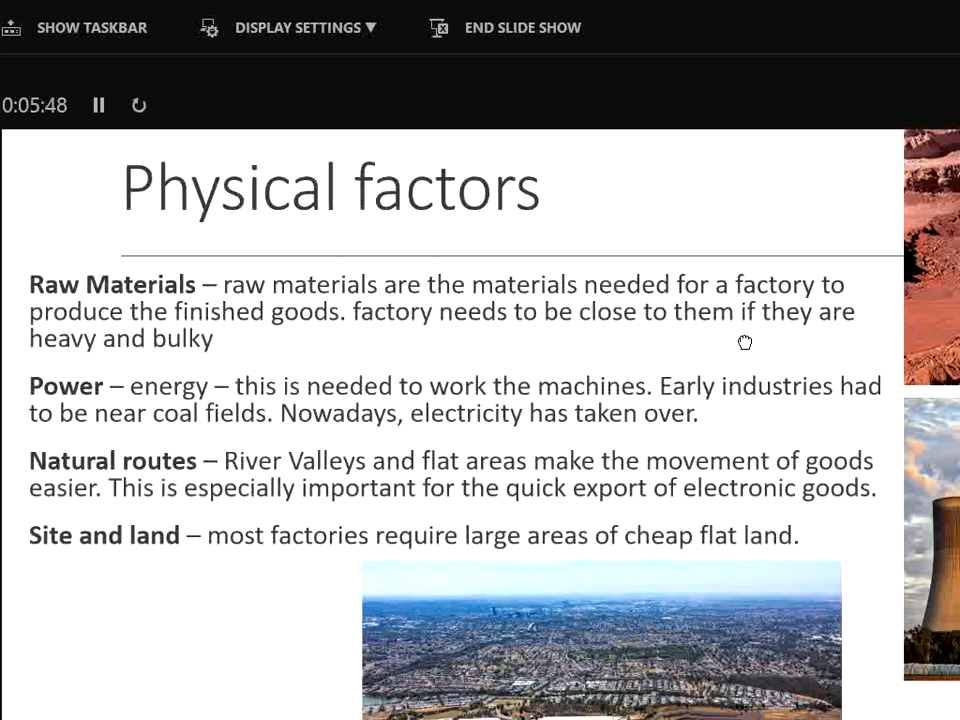 SHOW TASKBAR DISPLAY SETTINGS ▼ END SLIDE SHOW
0:05:48
Physical factors
Raw Materials – raw materials are the materials needed for a factory to
produce the finished goods. factory needs to be close to them if they are
heavy and bulky
Power – energy – this is needed to work the machines. Early industries had
to be near coal fields. Nowadays, electricity has taken over.
Natural routes – River Valleys and flat areas make the movement of goods
easier. This is especially important for the quick export of electronic goods.
Site and land – most factories require large areas of cheap flat land.